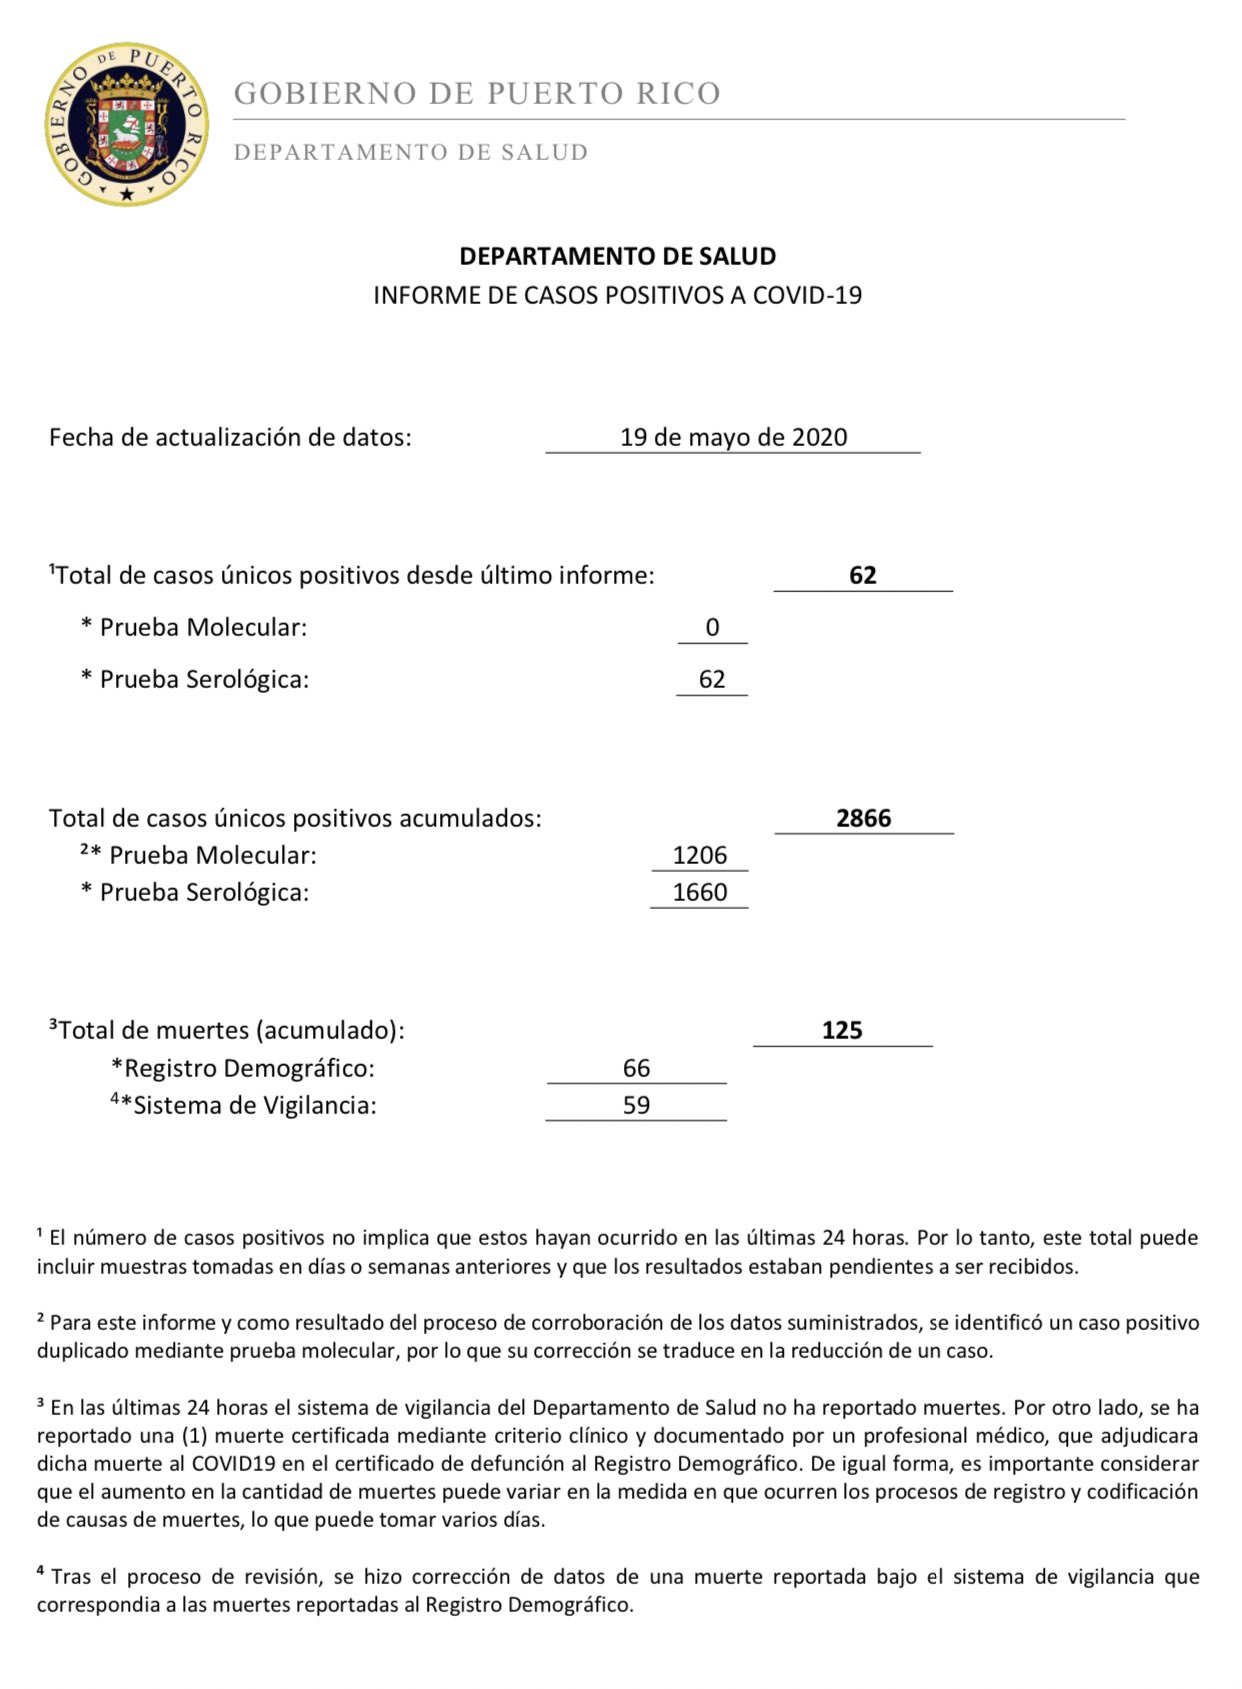 GOBIERNO DE PUERTO RICO
GOBIERNO DE PUERTO RICO
DEPARTAMENTO DE SALUD
DEPARTAMENTO DE SALUD
INFORME DE CASOS POSITIVOS A COVID-19
Fecha de actualización de datos: 19 de mayo de 2020
¹Total de casos únicos positivos desde último informe: 62
* Prueba Molecular: 0
* Prueba Serológica: 62
Total de casos únicos positivos acumulados: 2866
²* Prueba Molecular: 1206
* Prueba Serológica: 1660
³Total de muertes (acumulado): 125
*Registro Demográfico: 66
⁴*Sistema de Vigilancia: 59
¹ El número de casos positivos no implica que estos hayan ocurrido en las últimas 24 horas. Por lo tanto, este total puede
incluir muestras tomadas en días o semanas anteriores y que los resultados estaban pendientes a ser recibidos.
² Para este informe y como resultado del proceso de corroboración de los datos suministrados, se identificó un caso positivo
duplicado mediante prueba molecular, por lo que su corrección se traduce en la reducción de un caso.
³ En las últimas 24 horas el sistema de vigilancia del Departamento de Salud no ha reportado muertes. Por otro lado, se ha
reportado una (1) muerte certificada mediante criterio clínico y documentado por un profesional médico, que adjudicara
dicha muerte al COVID19 en el certificado de defunción al Registro Demográfico. De igual forma, es importante considerar
que el aumento en la cantidad de muertes puede variar en la medida en que ocurren los procesos de registro y codificación
de causas de muertes, lo que puede tomar varios días.
⁴ Tras el proceso de revisión, se hizo corrección de datos de una muerte reportada bajo el sistema de vigilancia que
correspondia a las muertes reportadas al Registro Demográfico.